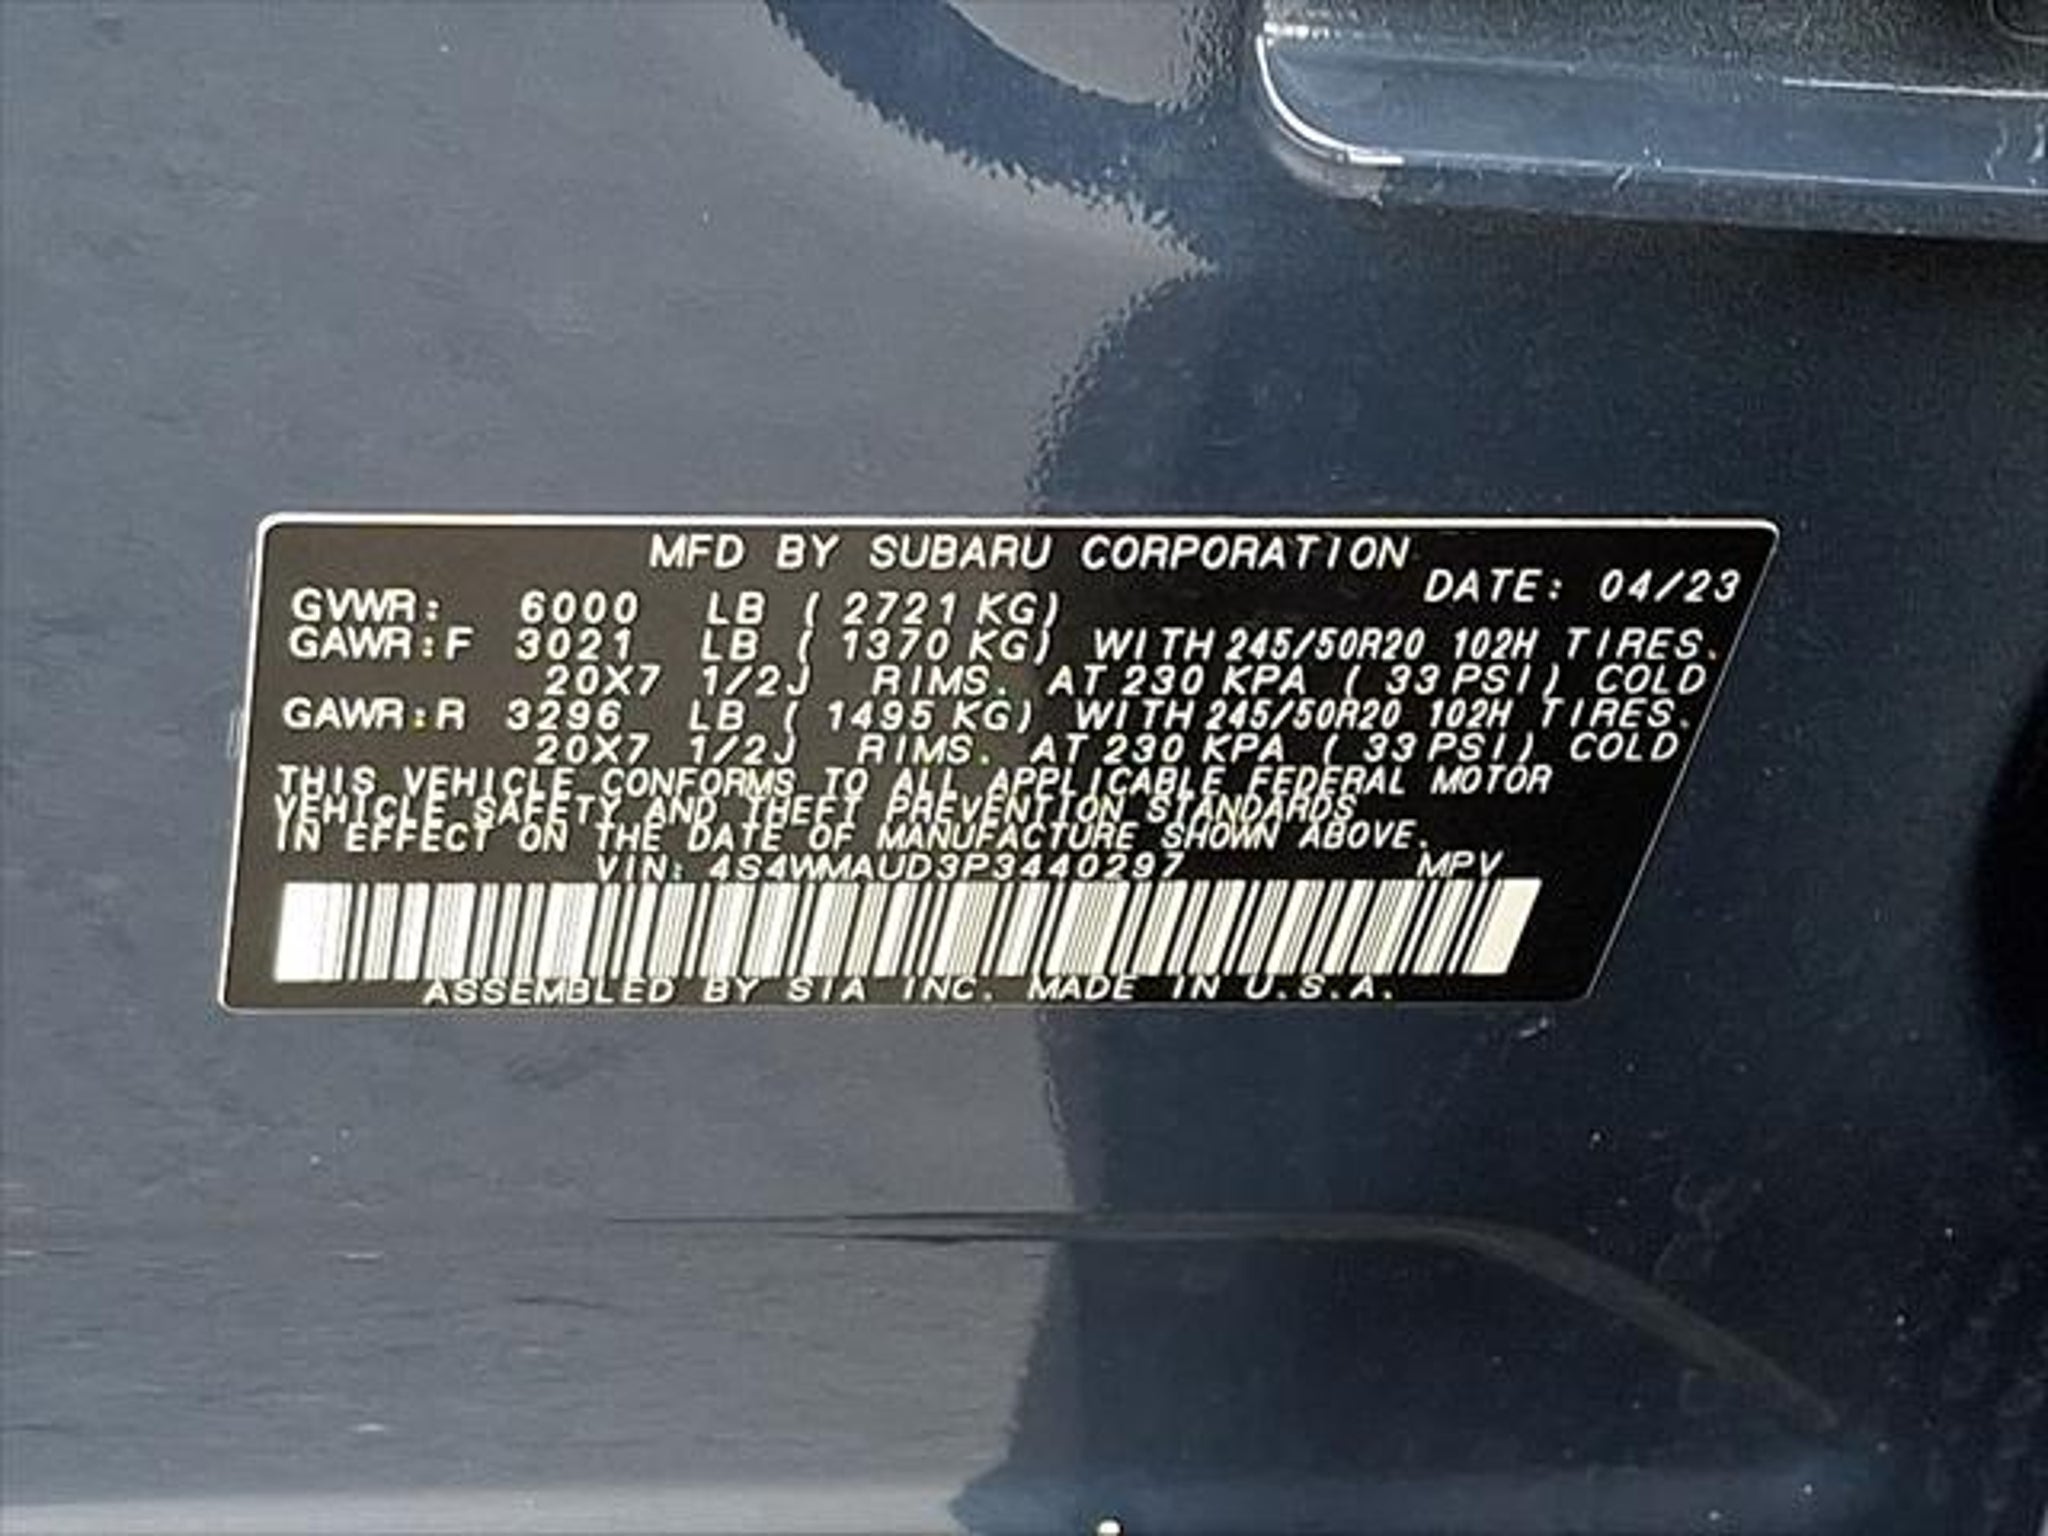 MFD BY SUBARU CORPORATION
DATE: 04/23
GVWR: 6000 LB ( 2721 KG)
GAWR:F 3021 LB ( 1370 KG) WITH 245/50R20 102H TIRES.
20X7 1/2J RIMS. AT 230 KPA ( 33 PSI) COLD
GAWR:R 3296 LB ( 1495 KG) WITH 245/50R20 102H TIRES.
20X7 1/2J RIMS. AT 230 KPA ( 33 PSI) COLD
THIS VEHICLE CONFORMS TO ALL APPLICABLE FEDERAL MOTOR
VEHICLE SAFETY AND THEFT PREVENTION STANDARDS
IN EFFECT ON THE DATE OF MANUFACTURE SHOWN ABOVE.
VIN: 4S4WMAUD3P3440297 MPV
ASSEMBLED BY SIA INC. MADE IN U.S.A.